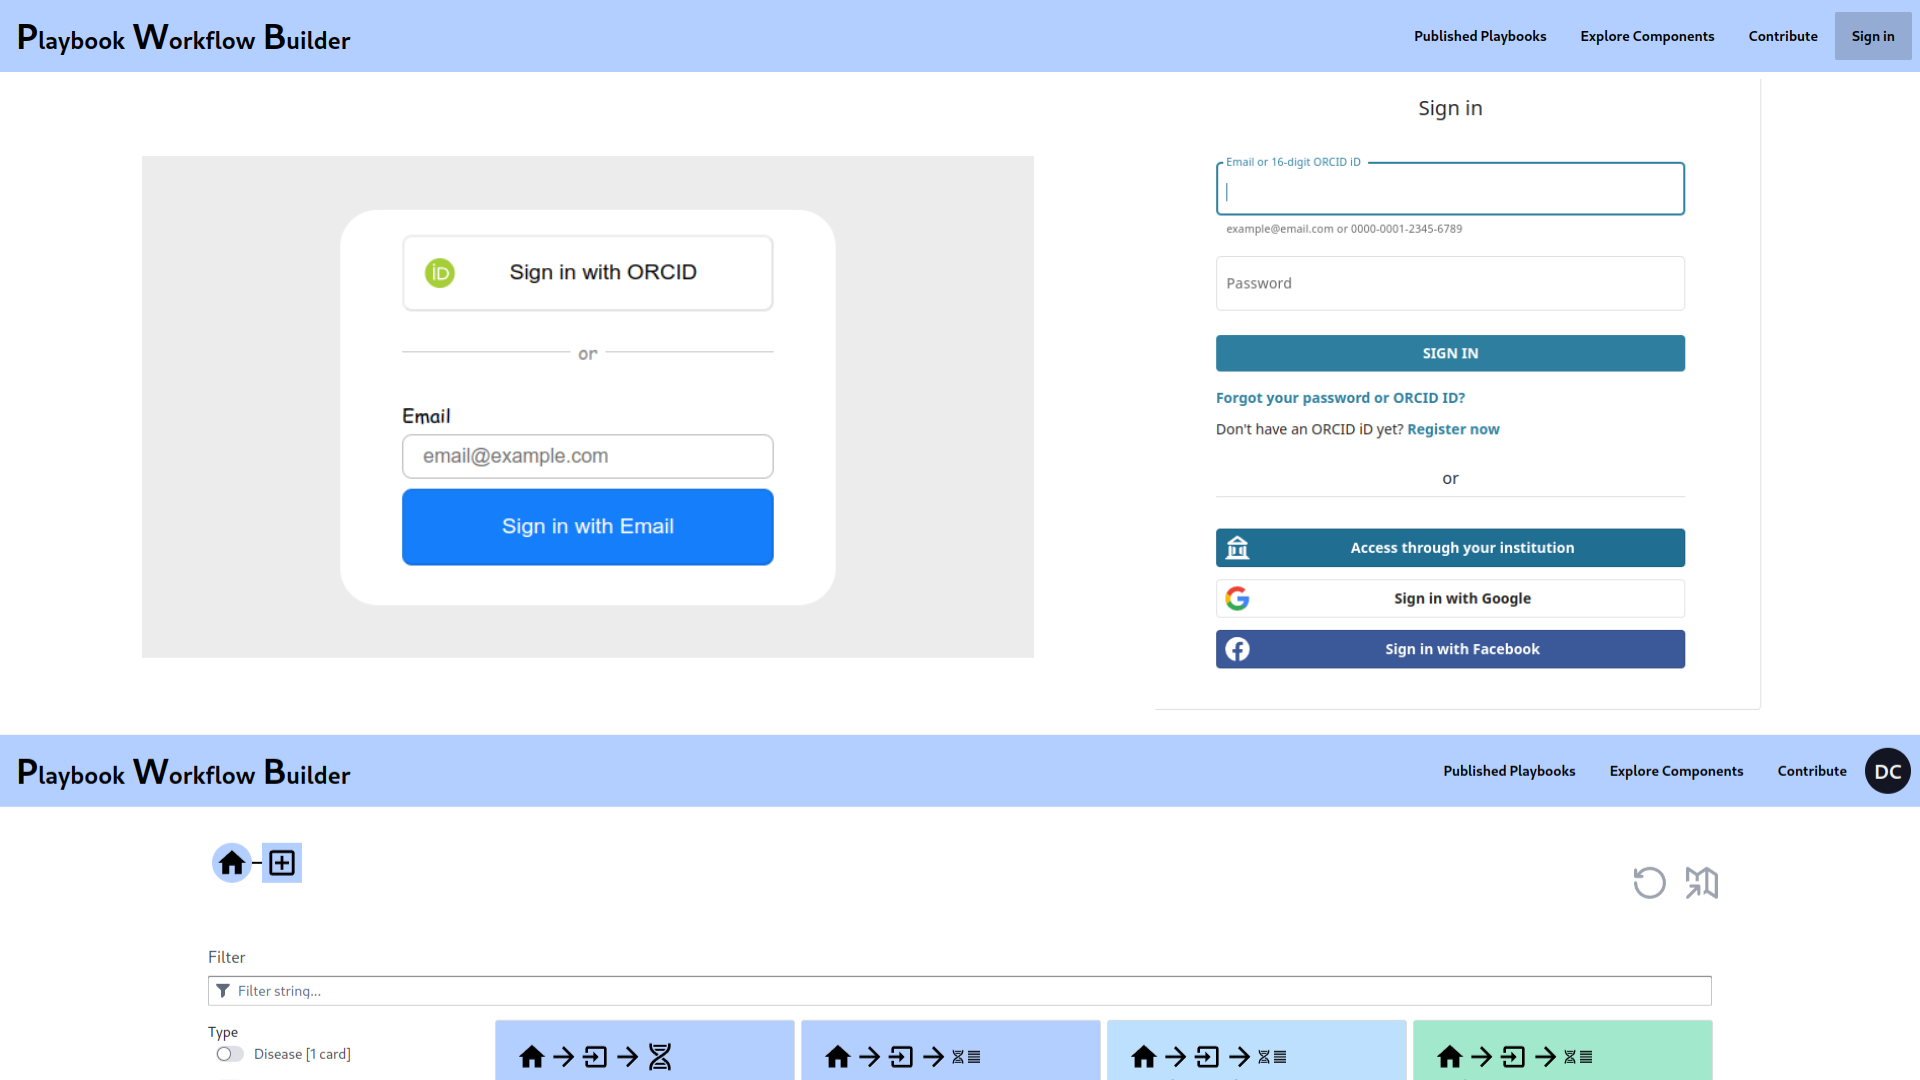 Playbook Workflow Builder
Published Playbooks
Explore Components
Contribute
Sign in
iD
Sign in with ORCID
or
Email
email@example.com
Sign in with Email
Sign in
Email or 16-digit ORCID iD
example@email.com or 0000-0001-2345-6789
Password
SIGN IN
Forgot your password or ORCID ID?
Don't have an ORCID iD yet? Register now
or
Access through your institution
Sign in with Google
Sign in with Facebook
Playbook Workflow Builder
Published Playbooks
Explore Components
Contribute
DC
Filter
Filter string...
Type
Disease [1 card]